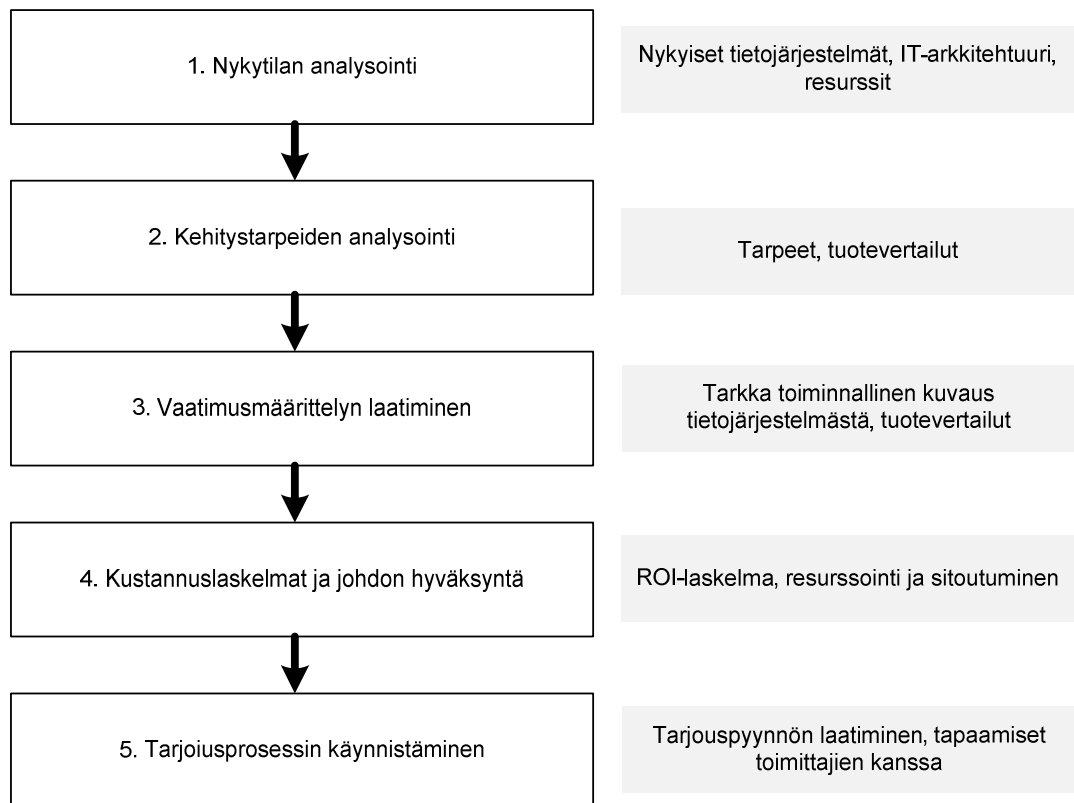 1. Nykytilan analysointi
Nykyiset tietojärjestelmät, IT-arkkitehtuuri,
resurssit
2. Kehitystarpeiden analysointi
Tarpeet, tuotevertailut
3. Vaatimusmäärittelyn laatiminen
Tarkka toiminnallinen kuvaus
tietojärjestelmästä, tuotevertailut
4. Kustannuslaskelmat ja johdon hyväksyntä
ROI-laskelma, resurssointi ja sitoutuminen
5. Tarjoiusprosessin käynnistäminen
Tarjouspyynnön laatiminen, tapaamiset
toimittajien kanssa